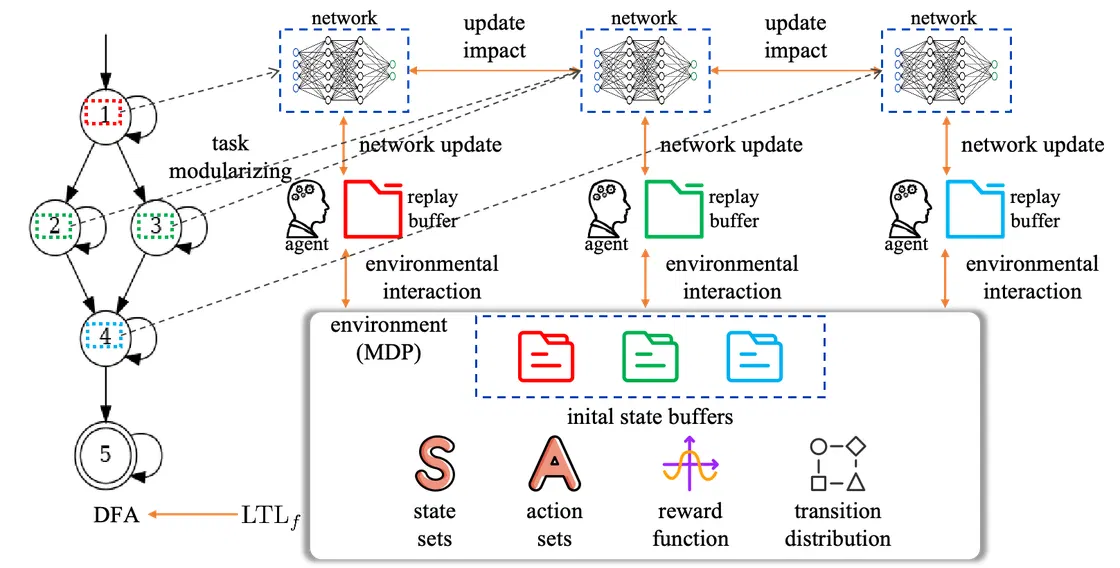 network
network
network
update
impact
update
impact
1
task
modularizing
network update
network update
network update
2
3
replay
buffer
agent
replay
buffer
agent
replay
buffer
agent
environmental
interaction
environmental
interaction
environmental
interaction
4
environment
(MDP)
inital state buffers
5
S
A
state
sets
action
sets
reward
function
transition
distribution
DFA
LTLf